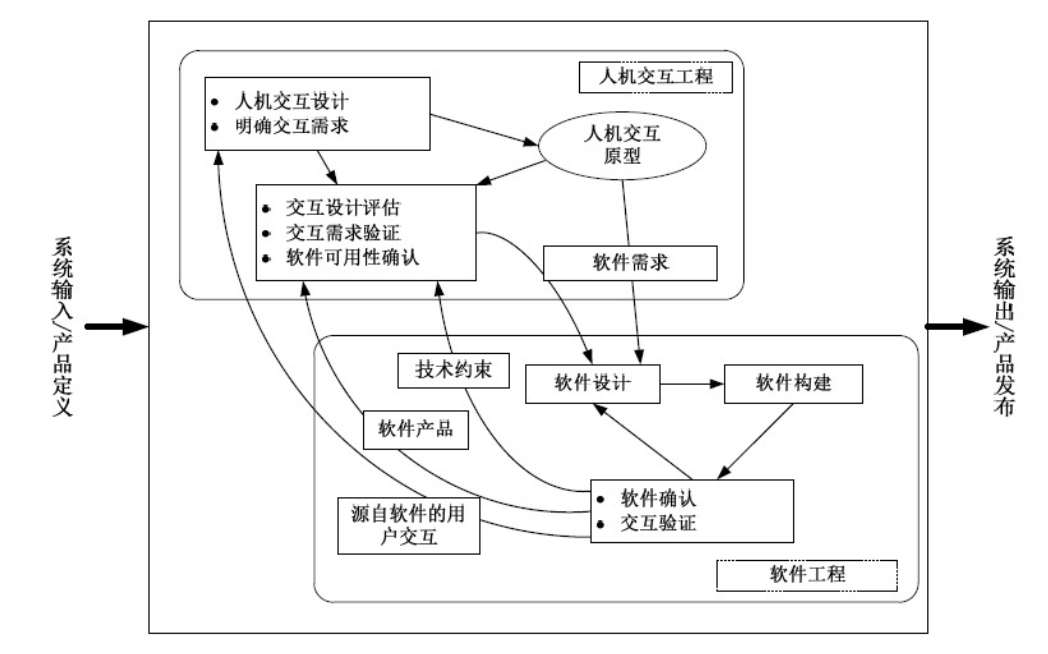 人机交互工程
人机交互设计
明确交互需求
人机交互
原型
交互设计评估
交互需求验证
软件可用性确认
软件需求
系统输入/产品定义
系统输出/产品发布
技术约束
软件设计
软件构建
软件产品
源自软件的用
户交互
软件确认
交互验证
软件工程